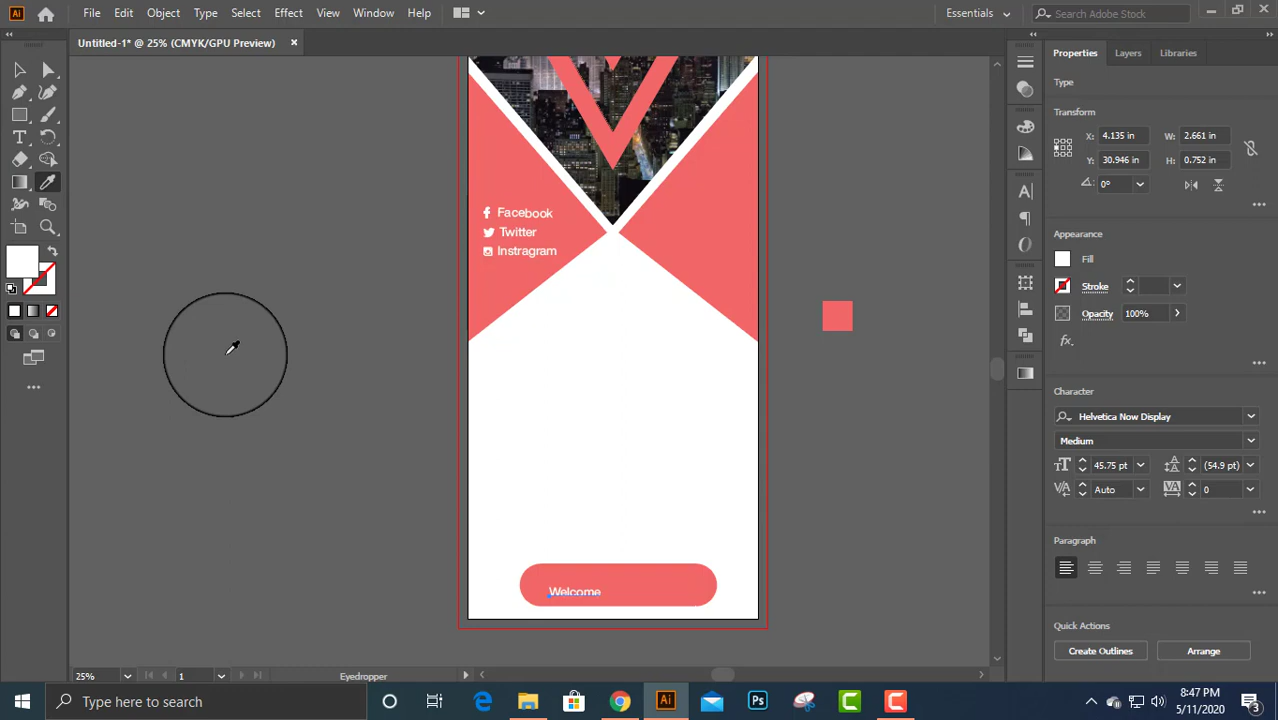 Ai File Edit Object Type Select Effect View Window Help Essentials Search Adobe Stock
Untitled-1* @ 25% (CMYK/GPU Preview)
Properties Layers Libraries
Type
Transform
X: 4.135 in W: 2.661 in
Y: 30.946 in H: 0.752 in
0°
Appearance
Fill
Stroke
Opacity 100%
fx.
Character
Helvetica Now Display
Medium
45.75 pt (54.9 pt)
Auto 0
Paragraph
Quick Actions
Create Outlines Arrange
Facebook
Twitter
Instragram
Welcome
25% 1 Eyedropper
Type here to search
Ai Ps
8:47 PM
5/11/2020
3